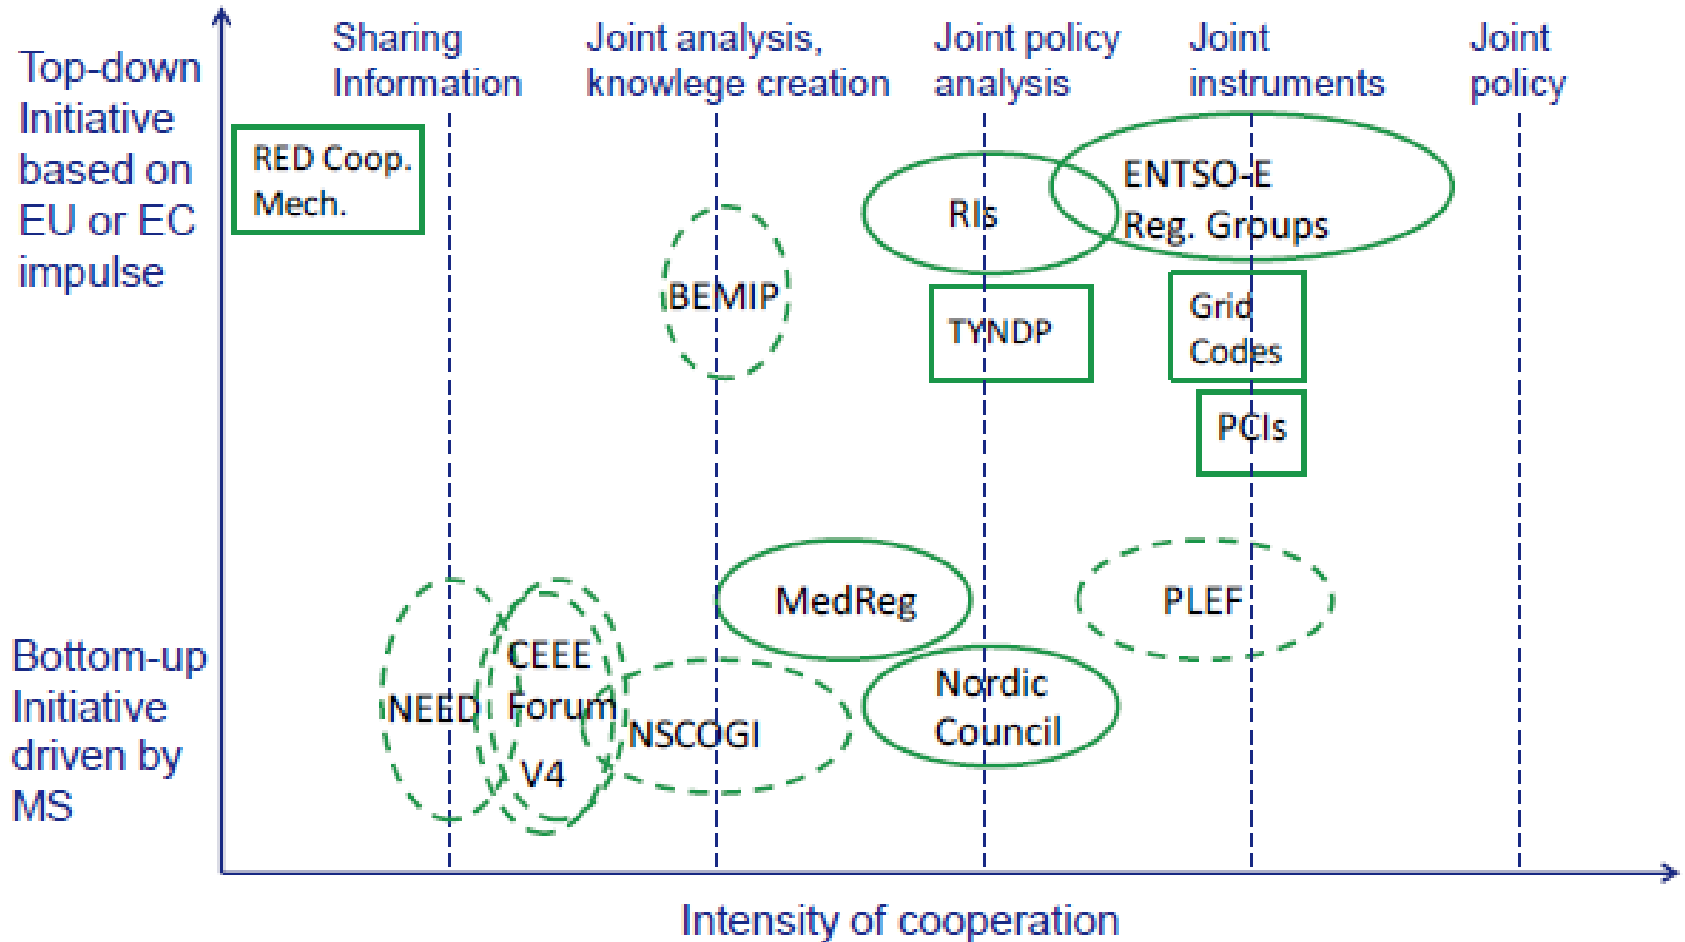 Top-down
Initiative
based on
EU or EC
impulse
Sharing
Information
Joint analysis,
knowlege creation
Joint policy
analysis
Joint
instruments
Joint
policy
RED Coop.
Mech.
BEMIP
RIs
ENTSO-E
Reg. Groups
TYNDP
Grid
Codes
PCIs
MedReg
PLEF
Bottom-up
Initiative
driven by
MS
NEED
CEEE
Forum
V4
NSCOGI
Nordic
Council
Intensity of cooperation